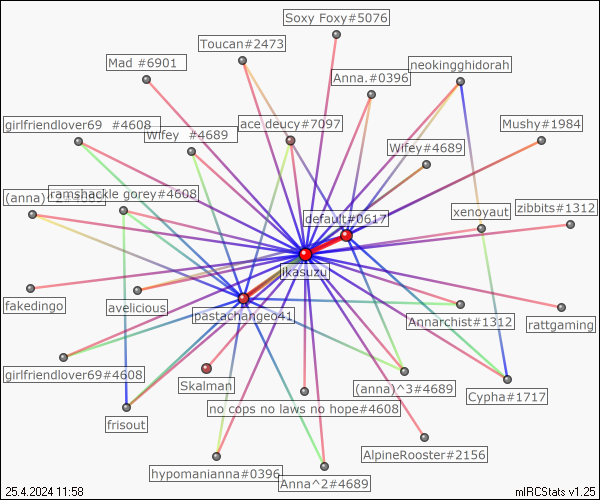 Soxy Foxy#5076
Toucan#2473
Mad #6901
neokingghidorah
Anna.#0396
girlfriendlover69 #4608
Wifey #4689
ace deucy#7097
Mushy#1984
Wifey#4689
(anna)
ramshackle gorey#4608
default#0617
xenoyaut
zibbits#1312
ikasuzu
fakedingo
avelicious
pastachangeo41
Annarchist#1312
rattgaming
girlfriendlover69#4608
Skalman
(anna)^3#4689
Cypha#1717
no cops no laws no hope#4608
frisout
AlpineRooster#2156
hypomanianna#0396
Anna^2#4689
25.4.2024 11:58
mIRCStats v1.25